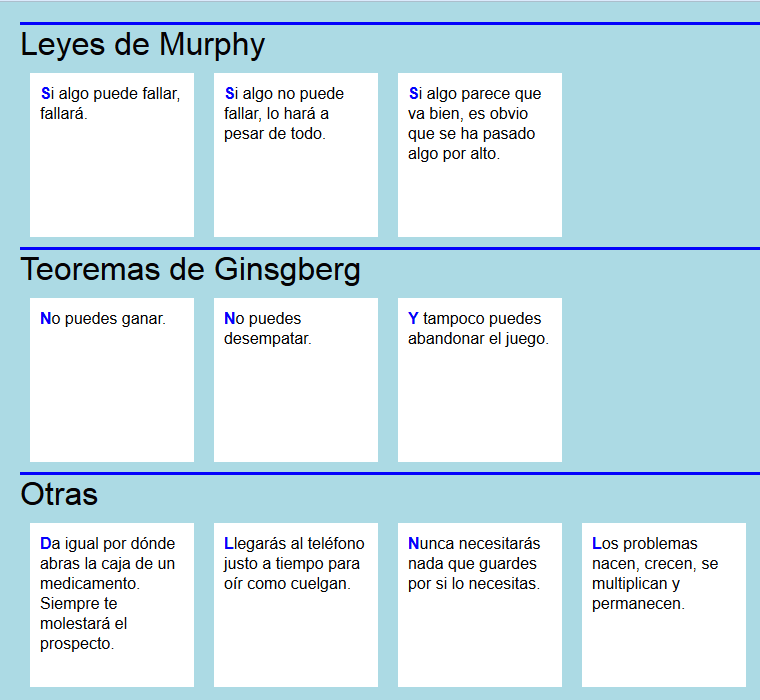 Leyes de Murphy
Si algo puede fallar,
fallará.
Si algo no puede
fallar, lo hará a
pesar de todo.
Si algo parece que
va bien, es obvio
que se ha pasado
algo por alto.
Teoremas de Ginsgberg
No puedes ganar.
No puedes
desempatar.
Y tampoco puedes
abandonar el juego.
Otras
Da igual por dónde
abras la caja de un
medicamento.
Siempre te
molestará el
prospecto.
Llegarás al teléfono
justo a tiempo para
oír como cuelgan.
Nunca necesitarás
nada que guardes
por si lo necesitas.
Los problemas
nacen, crecen, se
multiplican y
permanecen.